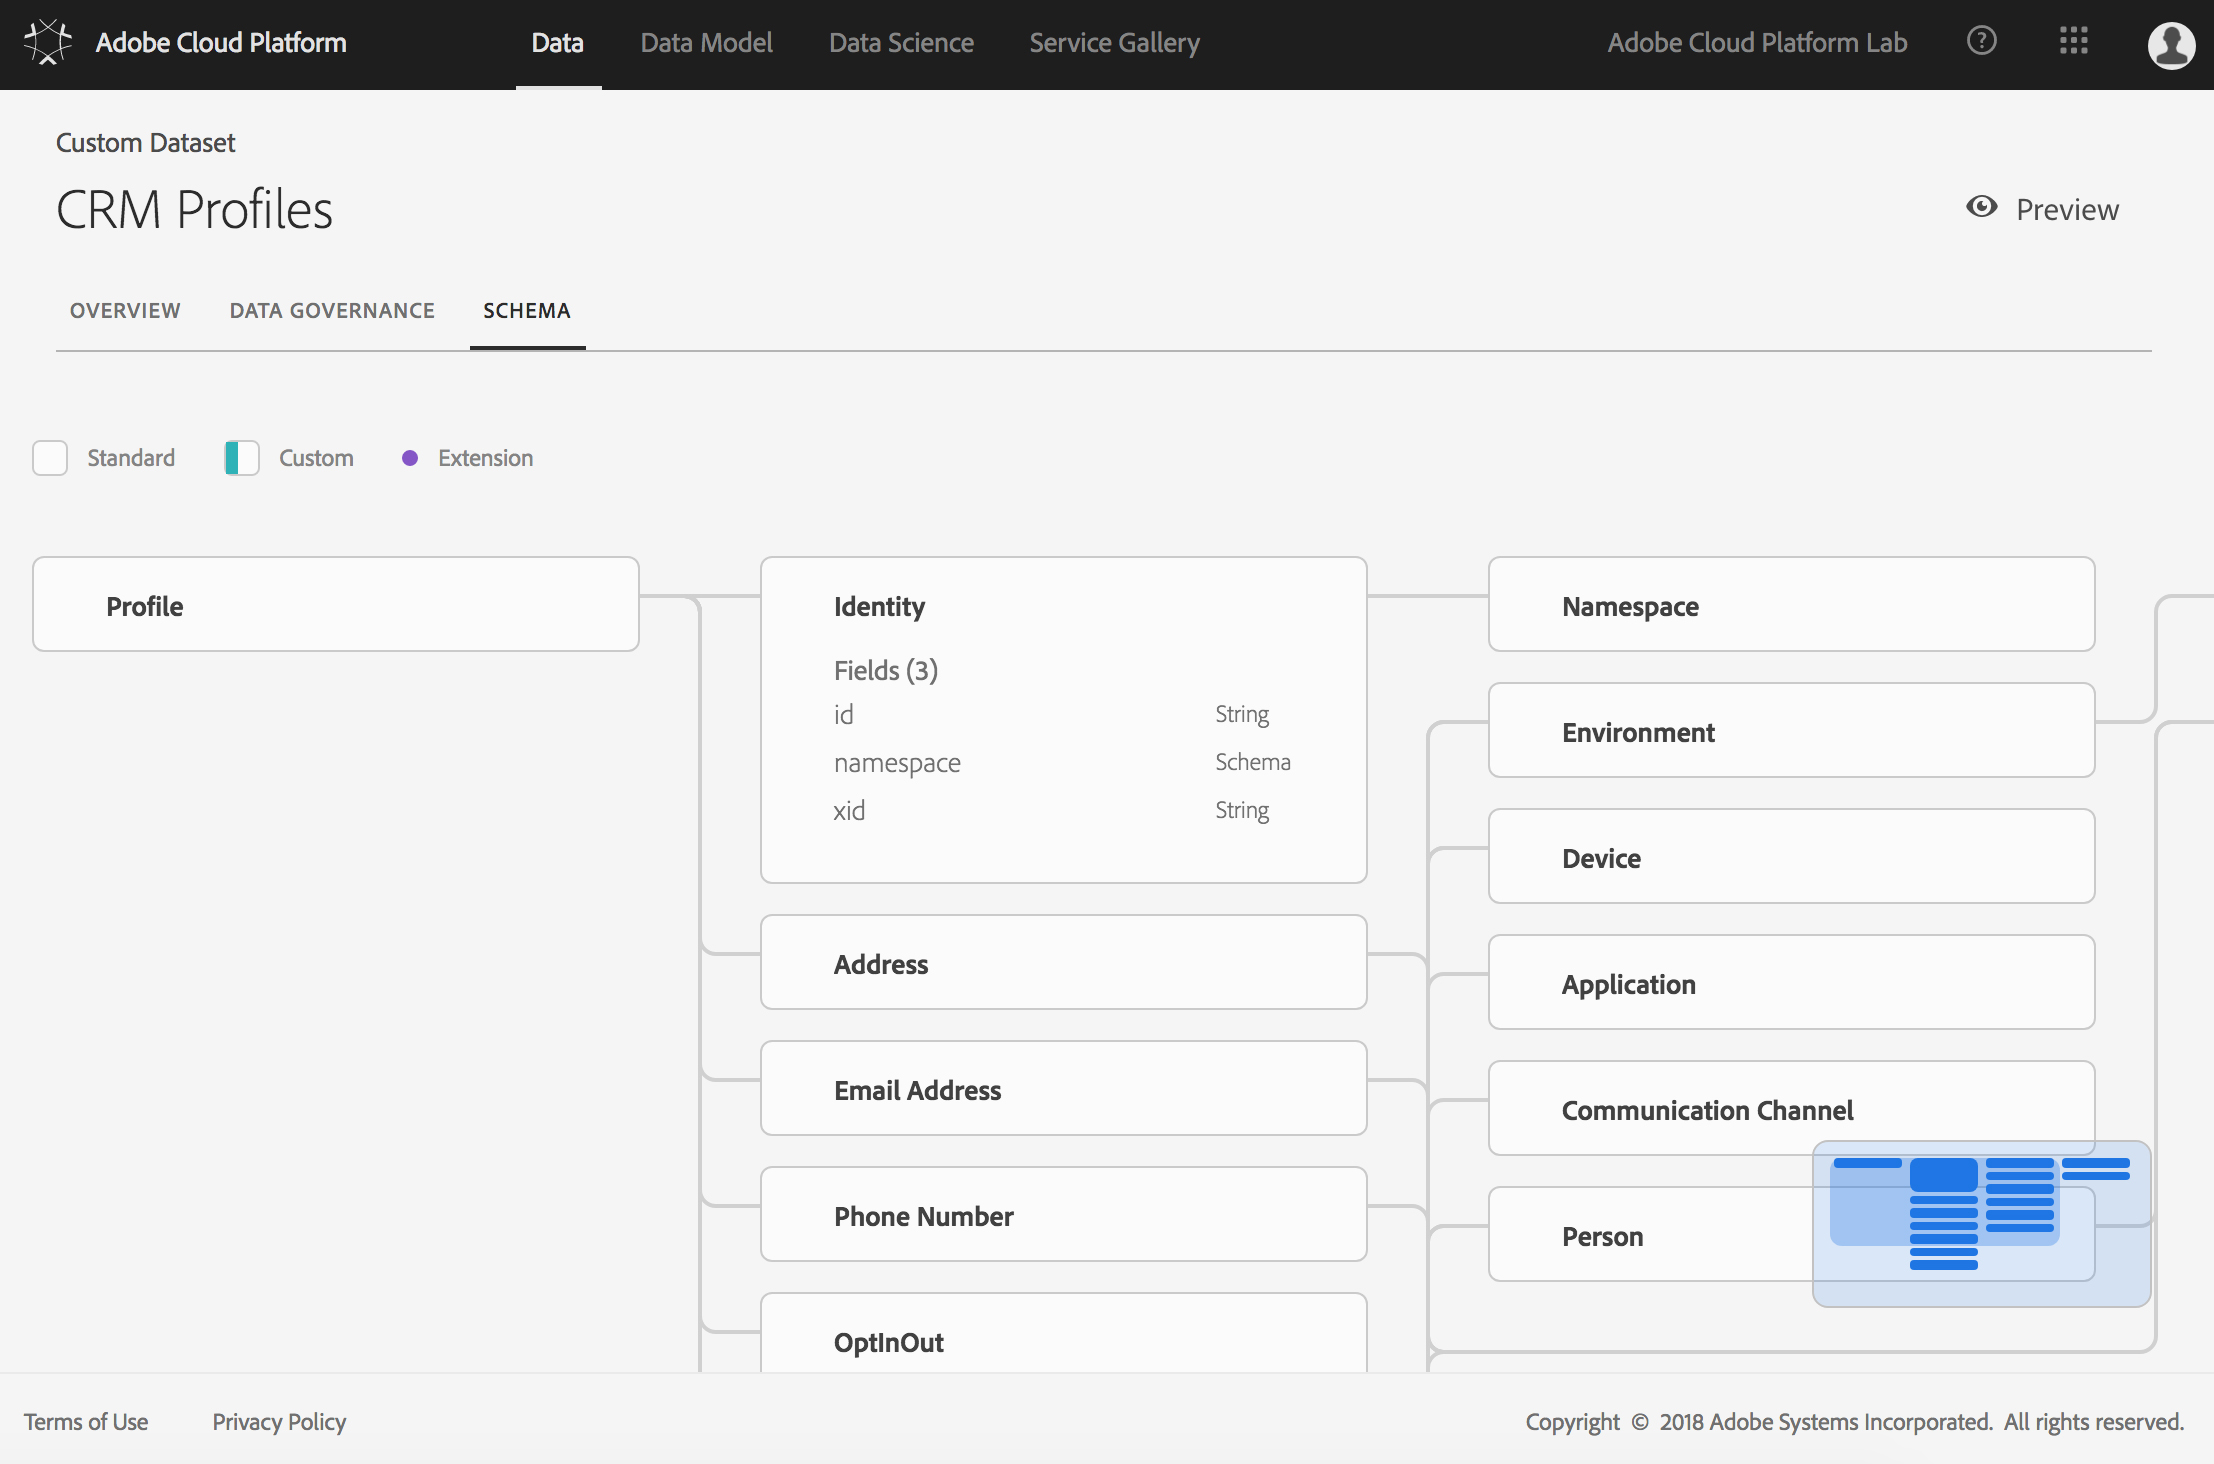 Adobe Cloud Platform
Data
Data Model
Data Science
Service Gallery
Adobe Cloud Platform Lab
?
Custom Dataset
CRM Profiles
Preview
OVERVIEW
DATA GOVERNANCE
SCHEMA
Standard
Custom
Extension
Profile
Identity
Fields (3)
id String
namespace Schema
xid String
Address
Email Address
Phone Number
OptInOut
Namespace
Environment
Device
Application
Communication Channel
Person
Terms of Use
Privacy Policy
Copyright © 2018 Adobe Systems Incorporated. All rights reserved.